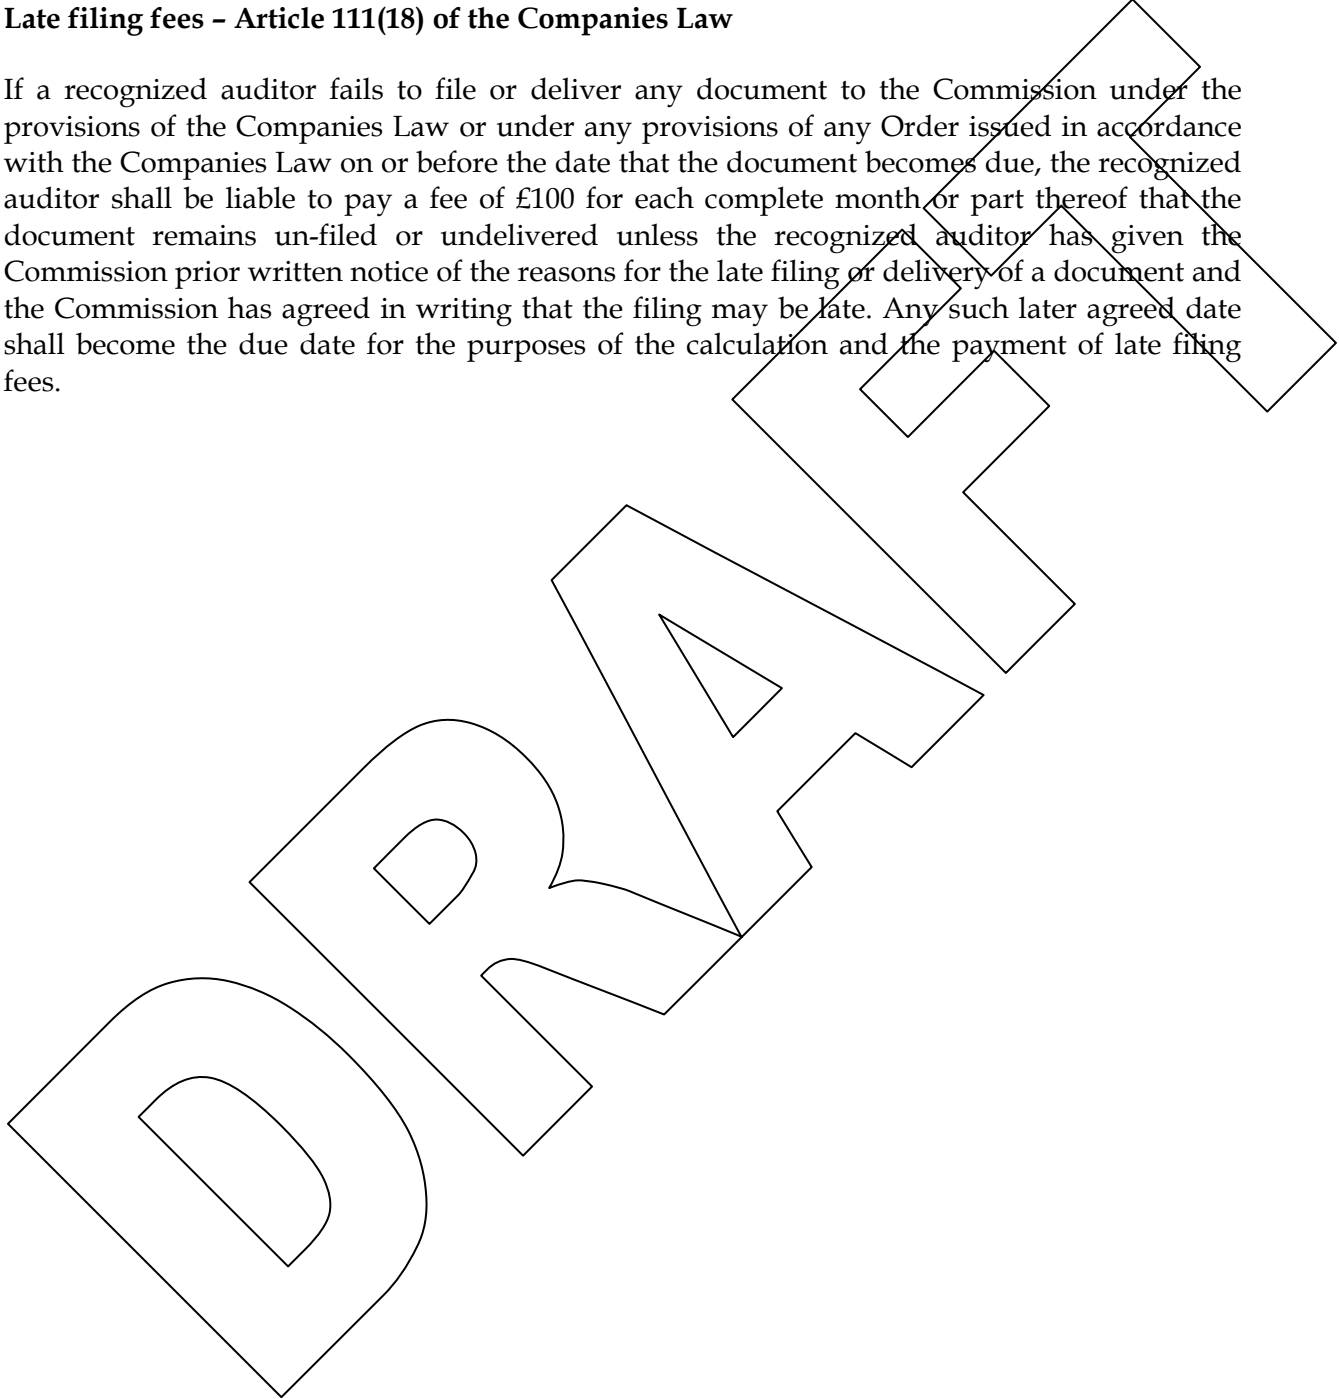 Late filing fees – Article 111(18) of the Companies Law
If a recognized auditor fails to file or deliver any document to the Commission under the
provisions of the Companies Law or under any provisions of any Order issued in accordance
with the Companies Law on or before the date that the document becomes due, the recognized
auditor shall be liable to pay a fee of £100 for each complete month or part thereof that the
document remains un-filed or undelivered unless the recognized auditor has given the
Commission prior written notice of the reasons for the late filing or delivery of a document and
the Commission has agreed in writing that the filing may be late. Any such later agreed date
shall become the due date for the purposes of the calculation and the payment of late filing
fees.
DRAFT